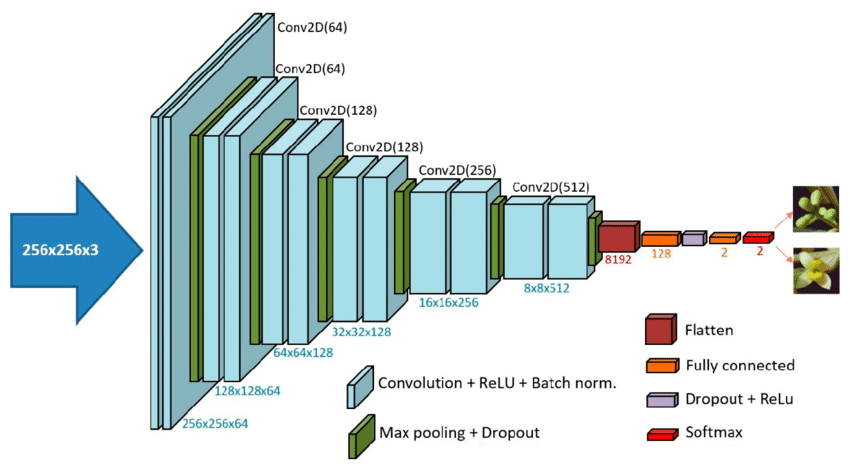 Conv2D(64)
Conv2D(64)
Conv2D(128)
Conv2D(128)
Conv2D(256)
Conv2D(512)
256x256x3
8192
128
2
2
8x8x512
16x16x256
32x32x128
64x64x128
128x128x64
256x256x64
Convolution + ReLU + Batch norm.
Max pooling + Dropout
Flatten
Fully connected
Dropout + ReLu
Softmax